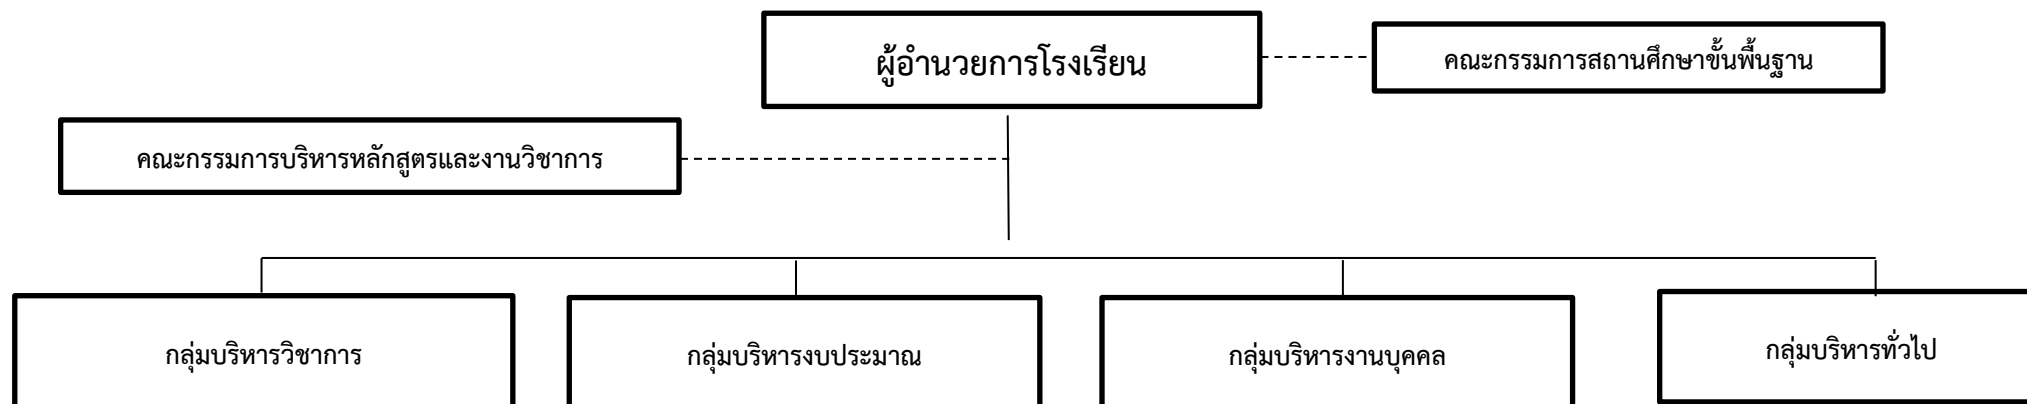 ผู้อำนวยการโรงเรียน
คณะกรรมการสถานศึกษาขั้นพื้นฐาน
คณะกรรมการบริหารหลักสูตรและงานวิชาการ
กลุ่มบริหารวิชาการ
กลุ่มบริหารงบประมาณ
กลุ่มบริหารงานบุคคล
กลุ่มบริหารทั่วไป